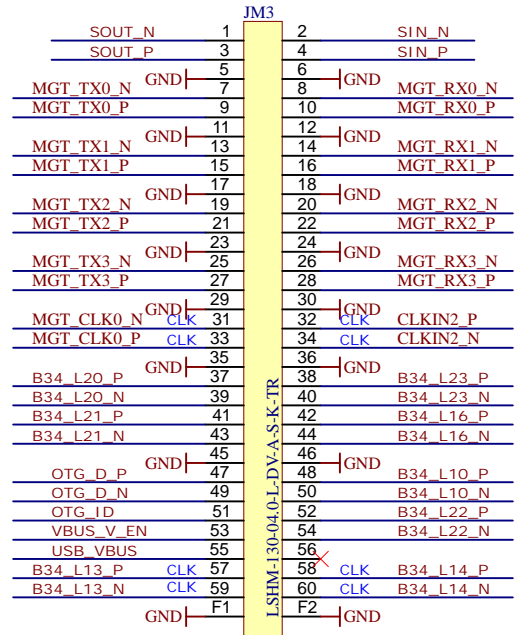 JM3
SOUT_N 1 2 SIN_N
SOUT_P 3 4 SIN_P
GND 5 6 GND
MGT_TX0_N 7 8 MGT_RX0_N
MGT_TX0_P 9 10 MGT_RX0_P
GND 11 12 GND
MGT_TX1_N 13 14 MGT_RX1_N
MGT_TX1_P 15 16 MGT_RX1_P
GND 17 18 GND
MGT_TX2_N 19 20 MGT_RX2_N
MGT_TX2_P 21 22 MGT_RX2_P
GND 23 24 GND
MGT_TX3_N 25 26 MGT_RX3_N
MGT_TX3_P 27 28 MGT_RX3_P
GND 29 30 GND
MGT_CLK0_N CLK 31 32 CLK CLKIN2_P
MGT_CLK0_P CLK 33 34 CLK CLKIN2_N
GND 35 36 GND
B34_L20_P 37 38 B34_L23_P
B34_L20_N 39 40 B34_L23_N
B34_L21_P 41 42 B34_L16_P
B34_L21_N 43 44 B34_L16_N
GND 45 46 GND
OTG_D_P 47 48 B34_L10_P
OTG_D_N 49 50 B34_L10_N
OTG_ID 51 52 B34_L22_P
VBUS_V_EN 53 54 B34_L22_N
USB_VBUS 55 56
B34_L13_P CLK 57 58 CLK B34_L14_P
B34_L13_N CLK 59 60 CLK B34_L14_N
GND F1 F2 GND
LSHM-130-04.0-L-DV-A-S-K-TR